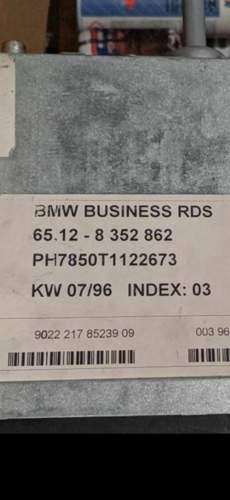 BMW BUSINESS RDS
65.12 - 8 352 862
PH7850T1122673
KW 07/96 INDEX: 03
9022 217 85239 09 003 96